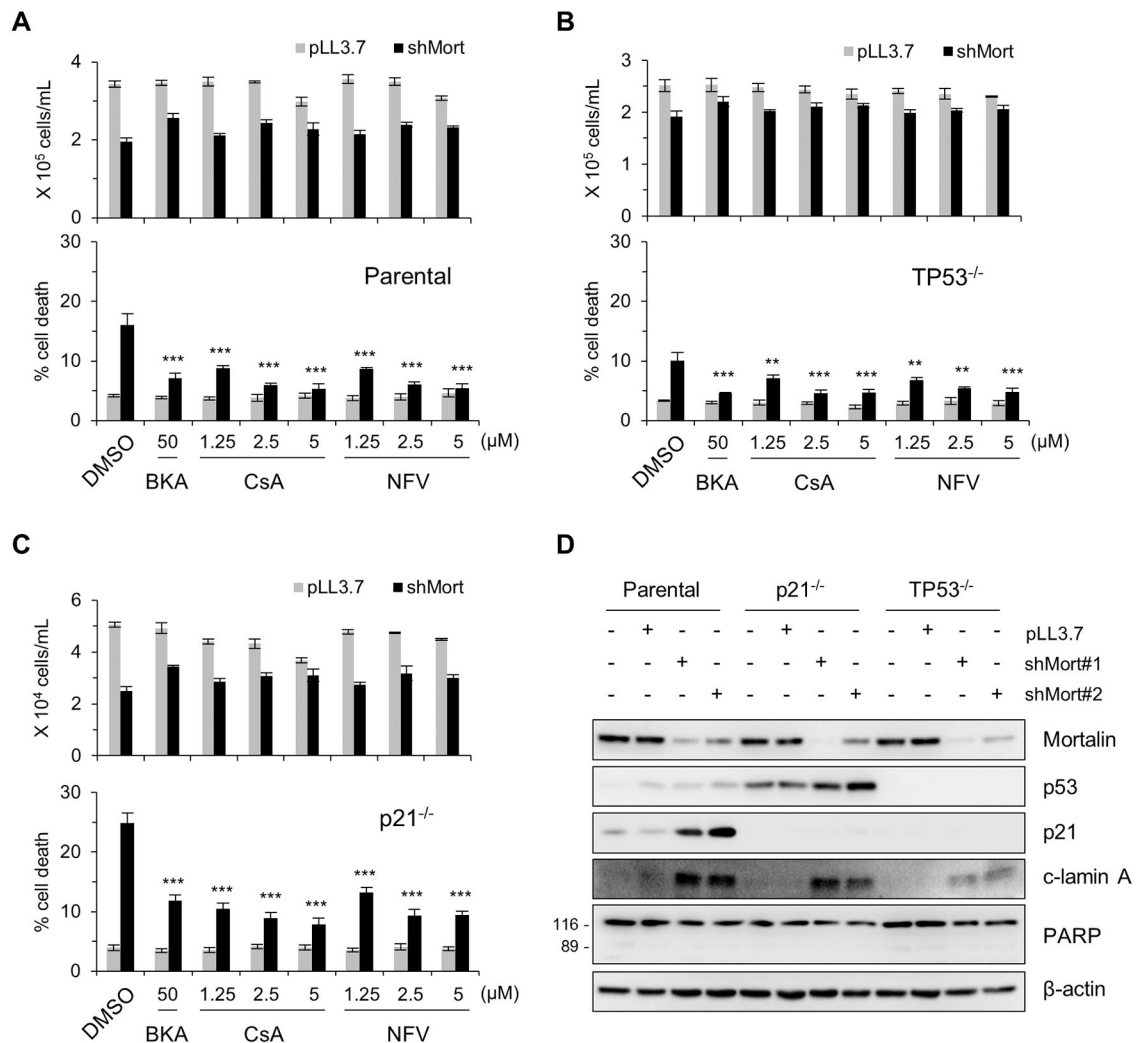 A
pLL3.7 shMort
4
3
2
1
0
X 10⁵ cells/mL
30
20
10
0
% cell death
Parental
*** *** *** *** *** *** ***
DMSO 50 1.25 2.5 5 1.25 2.5 5 (µM)
BKA CsA NFV
B
pLL3.7 shMort
3
2
1
0
X 10⁵ cells/mL
30
20
10
0
% cell death
TP53-/-
*** ** *** *** ** ** ***
DMSO 50 1.25 2.5 5 1.25 2.5 5 (µM)
BKA CsA NFV
C
pLL3.7 shMort
6
4
2
0
X 10⁴ cells/mL
30
20
10
0
% cell death
p21-/-
*** *** *** *** *** *** ***
DMSO 50 1.25 2.5 5 1.25 2.5 5 (µM)
BKA CsA NFV
D
Parental p21-/- TP53-/-
- + - - - + - - - + - - pLL3.7
- - + - - - + - - - + - shMort#1
- - - + - - - + - - - + shMort#2
Mortalin
p53
p21
c-lamin A
116 -
89 -
PARP
β-actin